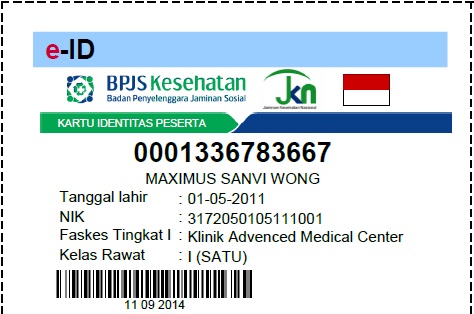 e-ID
BPJS Kesehatan
Badan Penyelenggara Jaminan Sosial
JKN
Jaminan Kesehatan Nasional
KARTU IDENTITAS PESERTA
0001336783667
MAXIMUS SANVI WONG
Tanggal lahir : 01-05-2011
NIK : 3172050105111001
Faskes Tingkat I : Klinik Advenced Medical Center
Kelas Rawat : I (SATU)
11 09 2014